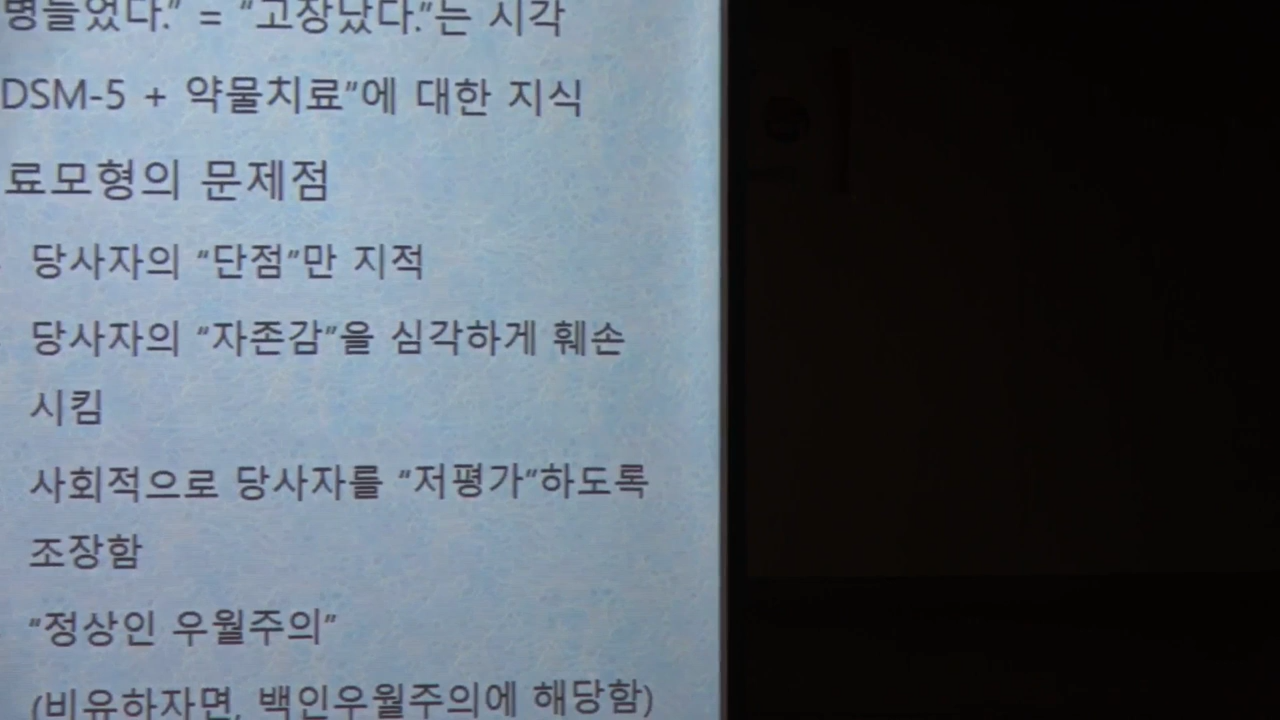 병들었다.” = “고장났다.”는 시각
DSM-5 + 약물치료”에 대한 지식
료모형의 문제점
당사자의 “단점”만 지적
당사자의 “자존감”을 심각하게 훼손
시킴
사회적으로 당사자를 “저평가”하도록
조장함
“정상인 우월주의”
(비유하자면, 백인우월주의에 해당함)